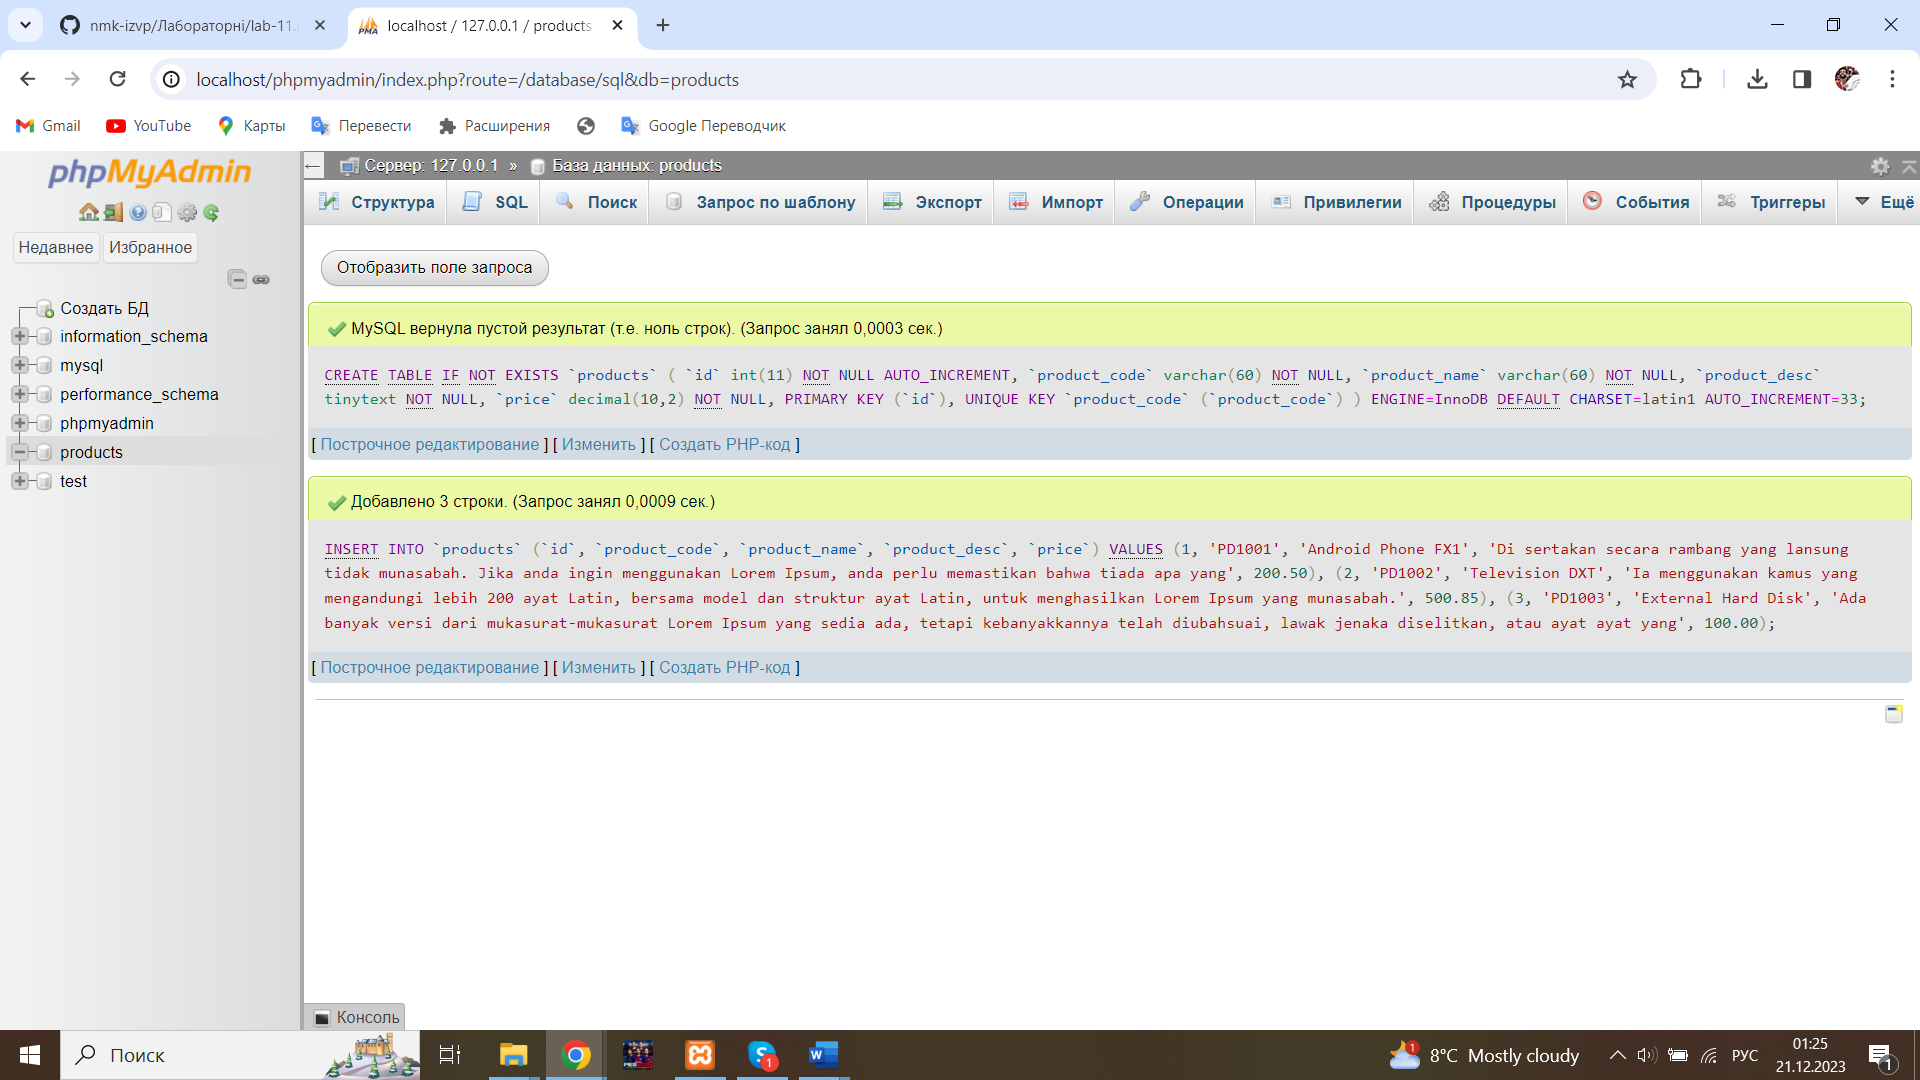 nmk-izvp/Лабораторні/lab-11.
localhost / 127.0.0.1 / products
localhost/phpmyadmin/index.php?route=/database/sql&db=products
Gmail
YouTube
Карты
Перевести
Расширения
Google Переводчик
phpMyAdmin
Недавнее
Избранное
Создать БД
information_schema
mysql
performance_schema
phpmyadmin
products
test
Сервер: 127.0.0.1 » База данных: products
Структура
SQL
Поиск
Запрос по шаблону
Экспорт
Импорт
Операции
Привилегии
Процедуры
События
Триггеры
Ещё
Отобразить поле запроса
MySQL вернула пустой результат (т.е. ноль строк). (Запрос занял 0,0003 сек.)
CREATE TABLE IF NOT EXISTS `products` ( `id` int(11) NOT NULL AUTO_INCREMENT, `product_code` varchar(60) NOT NULL, `product_name` varchar(60) NOT NULL, `product_desc`
tinytext NOT NULL, `price` decimal(10,2) NOT NULL, PRIMARY KEY (`id`), UNIQUE KEY `product_code` (`product_code`) ) ENGINE=InnoDB DEFAULT CHARSET=latin1 AUTO_INCREMENT=33;
[ Построчное редактирование ] [ Изменить ] [ Создать PHP-код ]
Добавлено 3 строки. (Запрос занял 0,0009 сек.)
INSERT INTO `products` (`id`, `product_code`, `product_name`, `product_desc`, `price`) VALUES (1, 'PD1001', 'Android Phone FX1', 'Di sertakan secara rambang yang lansung
tidak munasabah. Jika anda ingin menggunakan Lorem Ipsum, anda perlu memastikan bahwa tiada apa yang', 200.50), (2, 'PD1002', 'Television DXT', 'Ia menggunakan kamus yang
mengandungi lebih 200 ayat Latin, bersama model dan struktur ayat Latin, untuk menghasilkan Lorem Ipsum yang munasabah.', 500.85), (3, 'PD1003', 'External Hard Disk', 'Ada
banyak versi dari mukasurat-mukasurat Lorem Ipsum yang sedia ada, tetapi kebanyakkannya telah diubahsuai, lawak jenaka diselitkan, atau ayat ayat yang', 100.00);
[ Построчное редактирование ] [ Изменить ] [ Создать PHP-код ]
Консоль
Поиск
1
1
8°C Mostly cloudy
РУС
01:25
21.12.2023
1